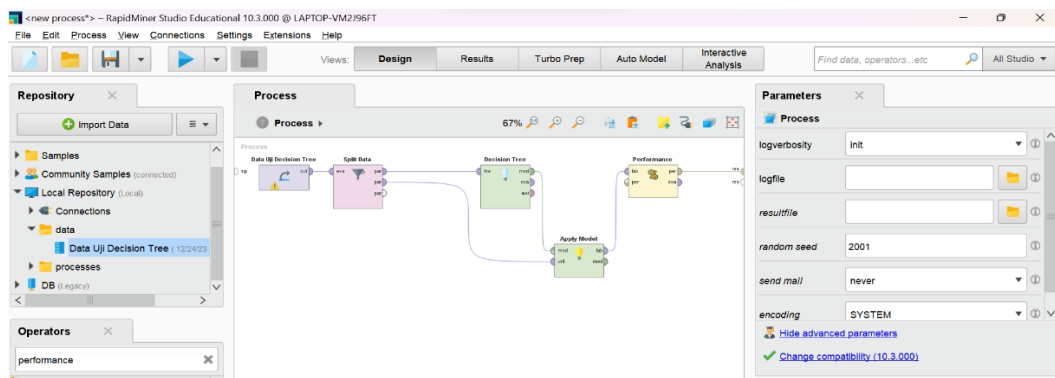 <new process*> – RapidMiner Studio Educational 10.3.000 @ LAPTOP-VM2J96FT
File Edit Process View Connections Settings Extensions Help
Views: Design Results Turbo Prep Auto Model Interactive Analysis
Find data, operators...etc
All Studio
Repository
Import Data
Samples
Community Samples (connected)
Local Repository (Local)
Connections
data
Data Uji Decision Tree (12/24/23
processes
DB (Legacy)
Operators
performance
Process
Process
67%
Process
Data Uji Decision Tree
out
Split Data
exa par
par
par
Decision Tree
tra mod
exa
wei
Performance
lab per
per exa
Apply Model
mod lab
unl mod
inp
res
res
Parameters
Process
logverbosity init
logfile
resultfile
random seed 2001
send mail never
encoding SYSTEM
Hide advanced parameters
Change compatibility (10.3.000)